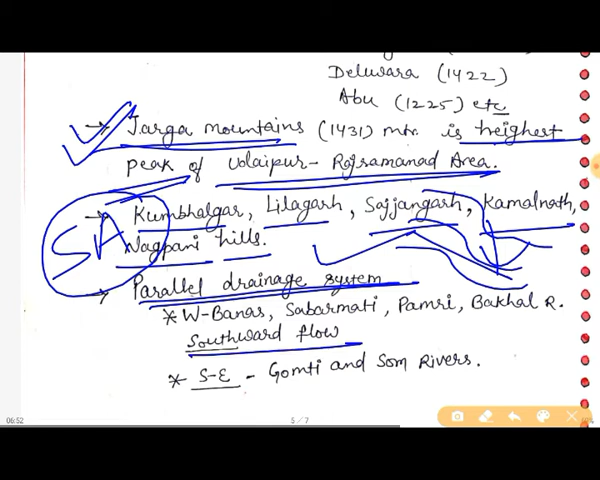 Delwara (1422)
Abu (1225) etc
→ Jarga mountains (1431) mtr. is heighest
peak of Udaipur- Rajsamanad Area.
→ Kumbhalgar, Lilagarh, Sajjangarh, Kamalnath,
Nagpani hills.
SA
→ Parallel drainage system
* W-Banas, Sabarmati, Pamri, Bakhal R.
Southward flow
* S-E - Gomti and Som Rivers.
06:52
5 / 7